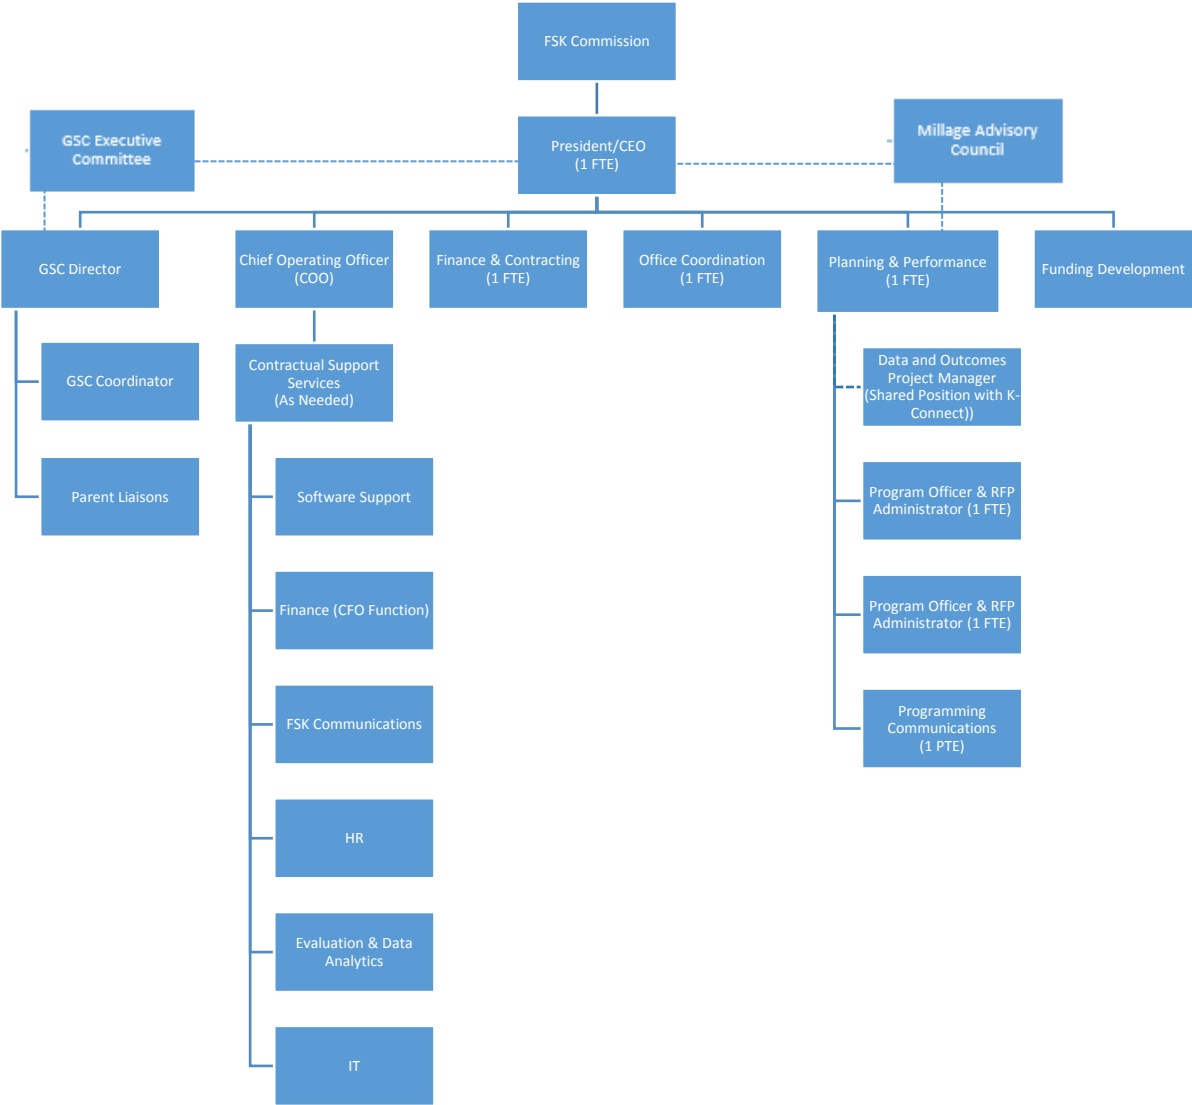 FSK Commission
GSC Executive
Committee
President/CEO
(1 FTE)
Millage Advisory
Council
GSC Director
Chief Operating Officer
(COO)
Finance & Contracting
(1 FTE)
Office Coordination
(1 FTE)
Planning & Performance
(1 FTE)
Funding Development
GSC Coordinator
Parent Liaisons
Contractual Support
Services
(As Needed)
Software Support
Finance (CFO Function)
FSK Communications
HR
Evaluation & Data
Analytics
IT
Data and Outcomes
Project Manager
(Shared Position with K-
Connect))
Program Officer & RFP
Administrator (1 FTE)
Program Officer & RFP
Administrator (1 FTE)
Programming
Communications
(1 PTE)